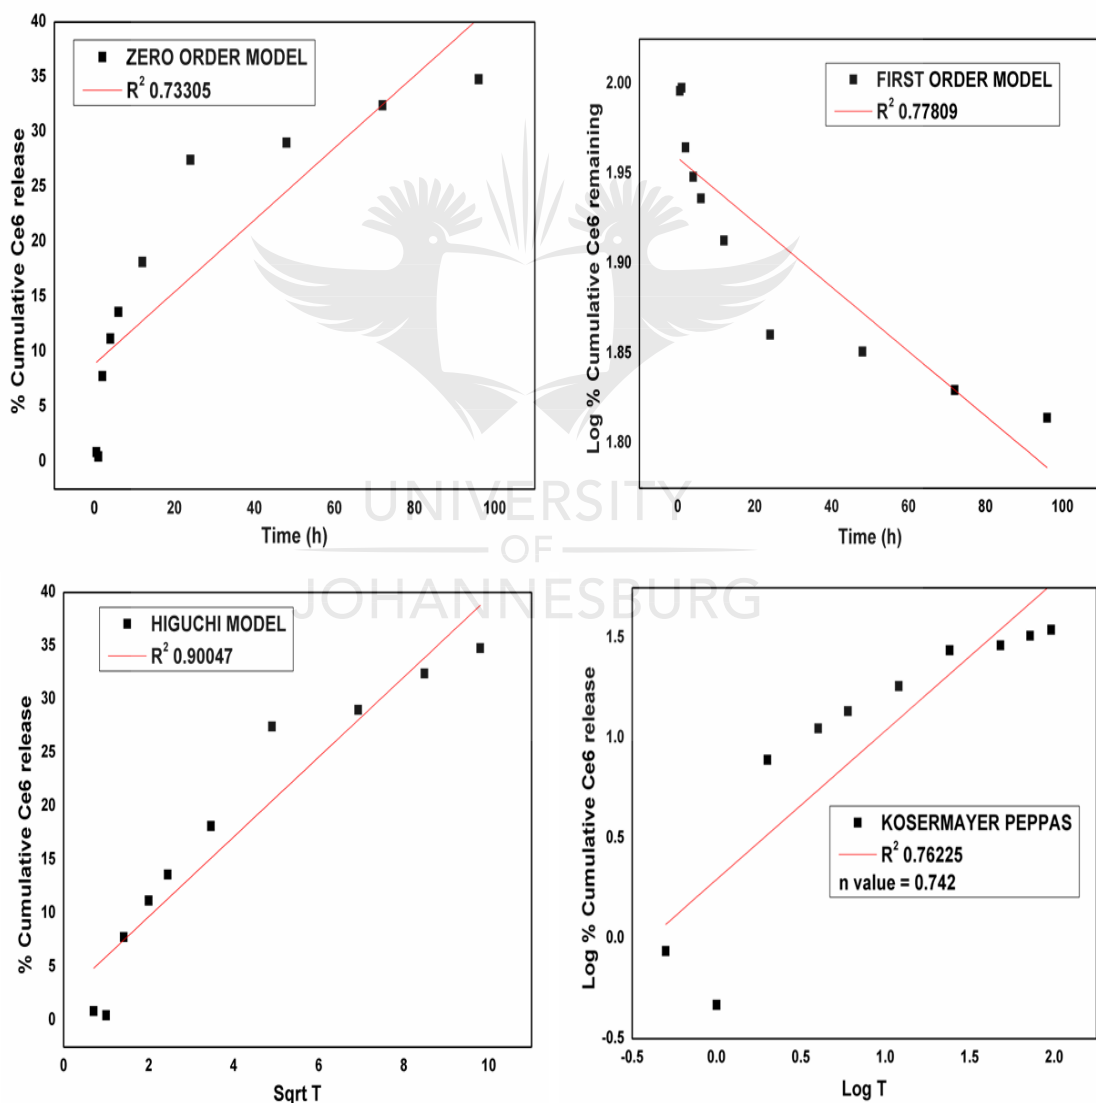 ZERO ORDER MODEL
R² 0.73305
40
35
30
25
20
15
10
5
0
% Cumulative Ce6 release
0 20 40 60 80 100
Time (h)
FIRST ORDER MODEL
R² 0.77809
2.00
1.95
1.90
1.85
1.80
Log % Cumulative Ce6 remaining
0 20 40 60 80 100
Time (h)
UNIVERSITY
OF
JOHANNESBURG
HIGUCHI MODEL
R² 0.90047
40
35
30
25
20
15
10
5
0
% Cumulative Ce6 release
0 2 4 6 8 10
Sqrt T
KOSERMAYER PEPPAS
R² 0.76225
n value = 0.742
1.5
1.0
0.5
0.0
-0.5
Log % Cumulative Ce6 release
-0.5 0.0 0.5 1.0 1.5 2.0
Log T